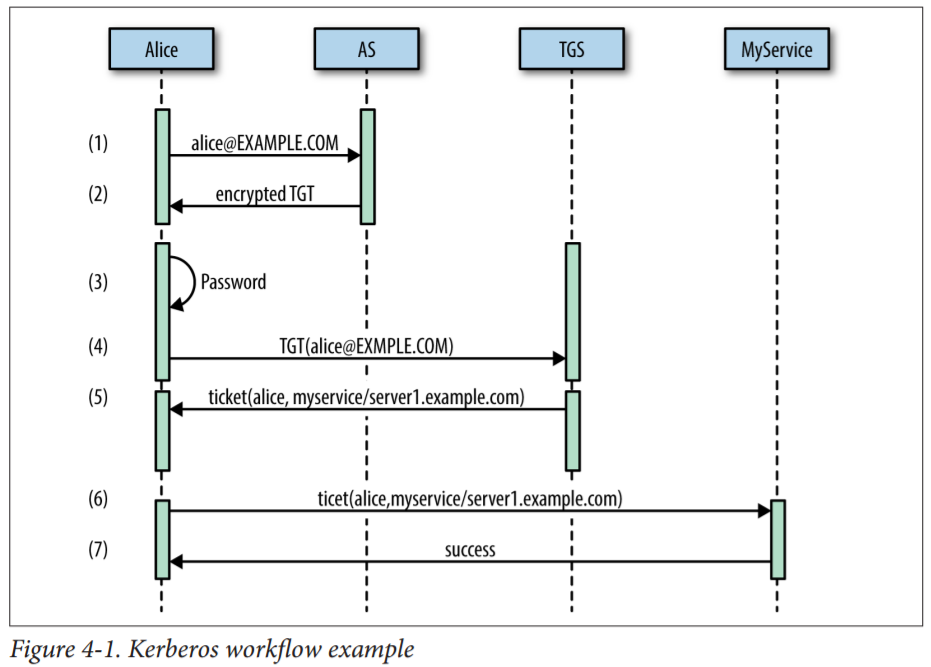 Alice AS TGS MyService
(1) alice@EXAMPLE.COM
(2) encrypted TGT
(3) Password
(4) TGT(alice@EXMPLE.COM)
(5) ticket(alice, myservice/server1.example.com)
(6) ticet(alice,myservice/server1.example.com)
(7) success
Figure 4-1. Kerberos workflow example